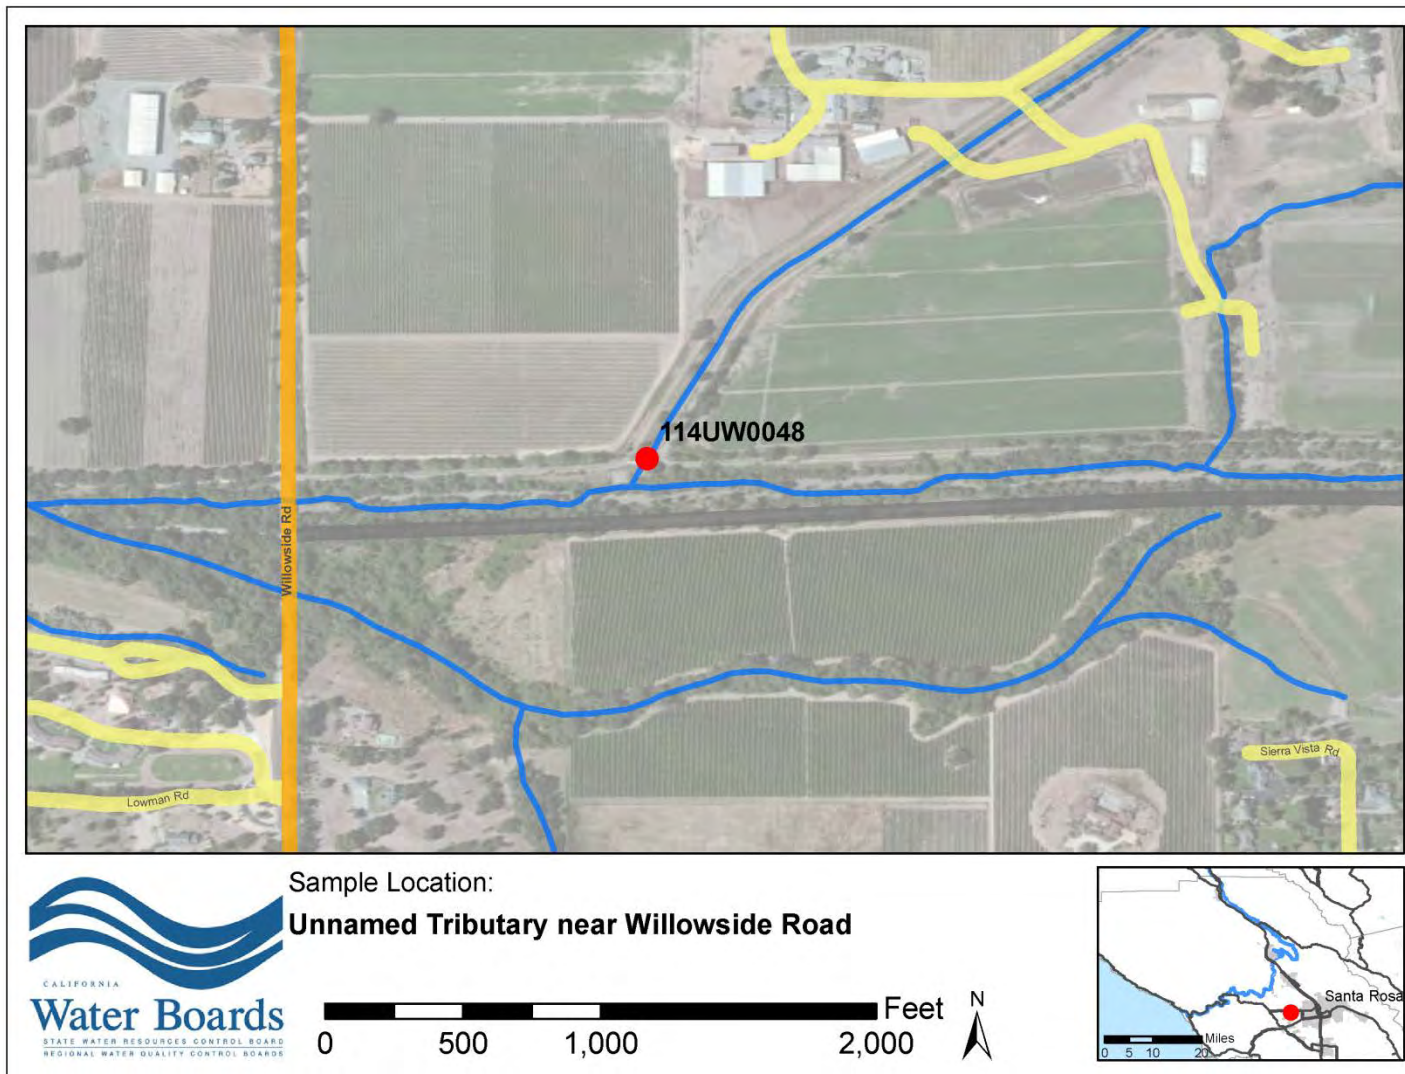 114UW0048
Willowside Rd
Sierra Vista Rd
Lowman Rd
Sample Location:
Unnamed Tributary near Willowside Road
CALIFORNIA
Water Boards
STATE WATER RESOURCES CONTROL BOARD
REGIONAL WATER QUALITY CONTROL BOARDS
Feet
0 500 1,000 2,000
N
Santa Rosa
Miles
0 5 10 20